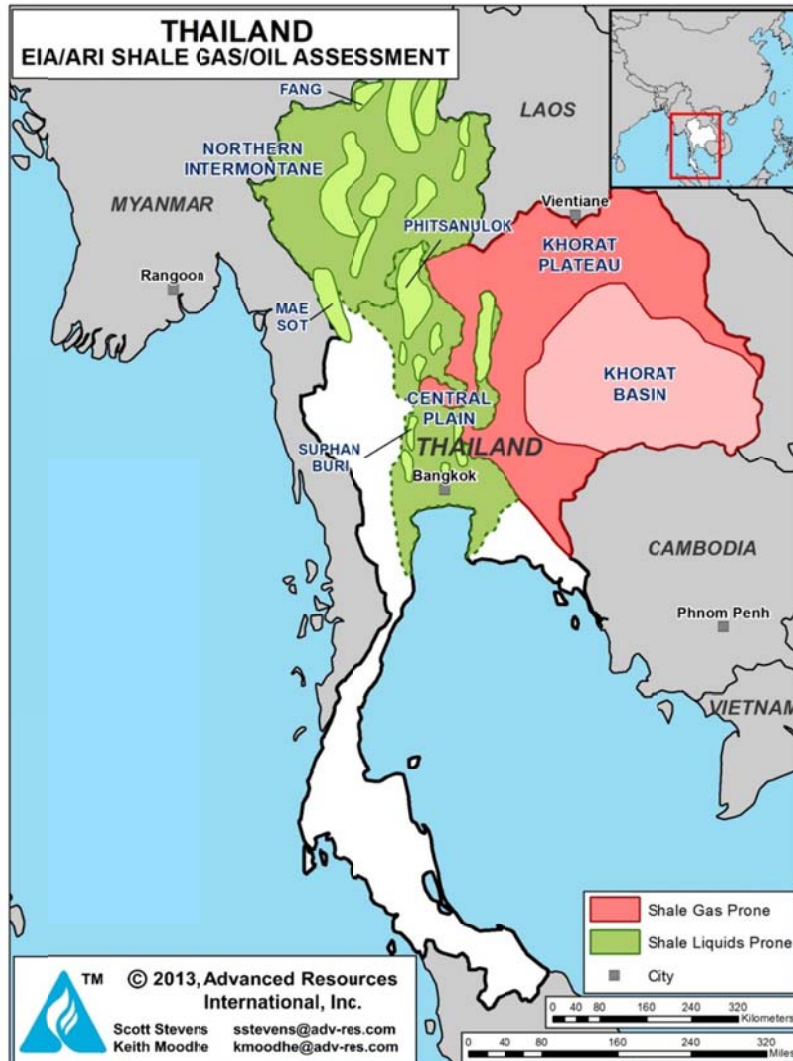 THAILAND
EIA/ARI SHALE GAS/OIL ASSESSMENT
FANG
LAOS
NORTHERN
INTERMONTANE
MYANMAR
Vientiane
PHITSANULOK
KHORAT
PLATEAU
Rangoon
MAE
SOT
KHORAT
BASIN
CENTRAL
PLAIN
THAILAND
SUPHAN
BURI
Bangkok
CAMBODIA
Phnom Penh
VIETNAM
Shale Gas Prone
Shale Liquids Prone
City
TM
© 2013, Advanced Resources
International, Inc.
Scott Stevens sstevens@adv-res.com
Keith Moodhe kmoodhe@adv-res.com
0 40 80 160 240 320
Kilometers
0 40 80 160 240 320
Miles